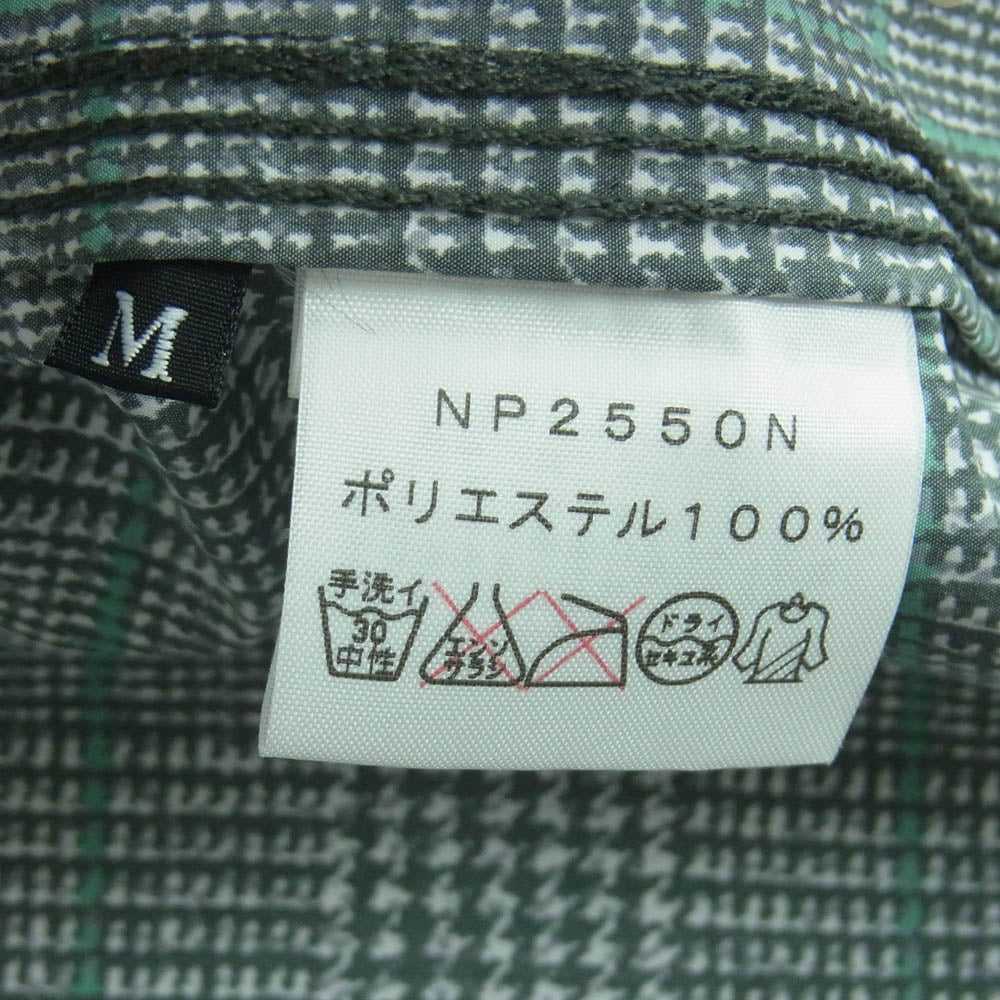 M
NP2550N
ポリエステル100%
手洗イ
30
中性
エンソ
サラシ
ドライ
セキユ系